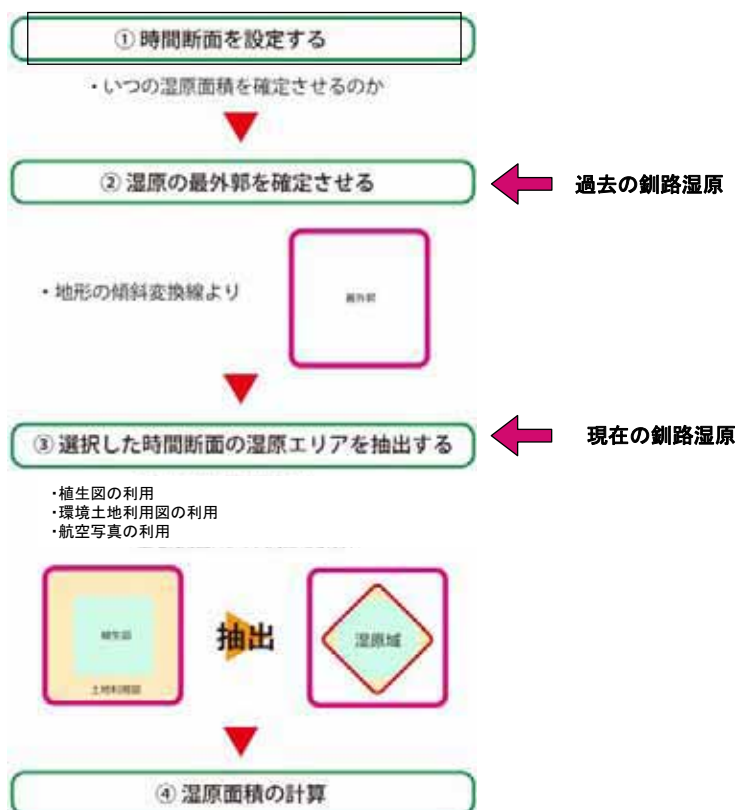 ① 時間断面を設定する
・いつの湿原面積を確定させるのか
② 湿原の最外郭を確定させる
過去の釧路湿原
・地形の傾斜変換線より
最外郭
③ 選択した時間断面の湿原エリアを抽出する
現在の釧路湿原
・植生図の利用
・環境土地利用図の利用
・航空写真の利用
植生図
抽出
湿原域
土地利用図
④ 湿原面積の計算